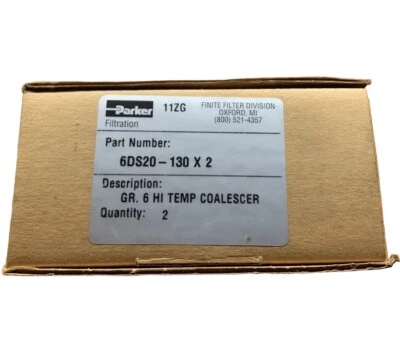 Parker 11ZG FINITE FILTER DIVISION
OXFORD, MI
Filtration (800) 521-4357
Part Number:
6DS20-130 X 2
Description:
GR. 6 HI TEMP COALESCER
Quantity: 2